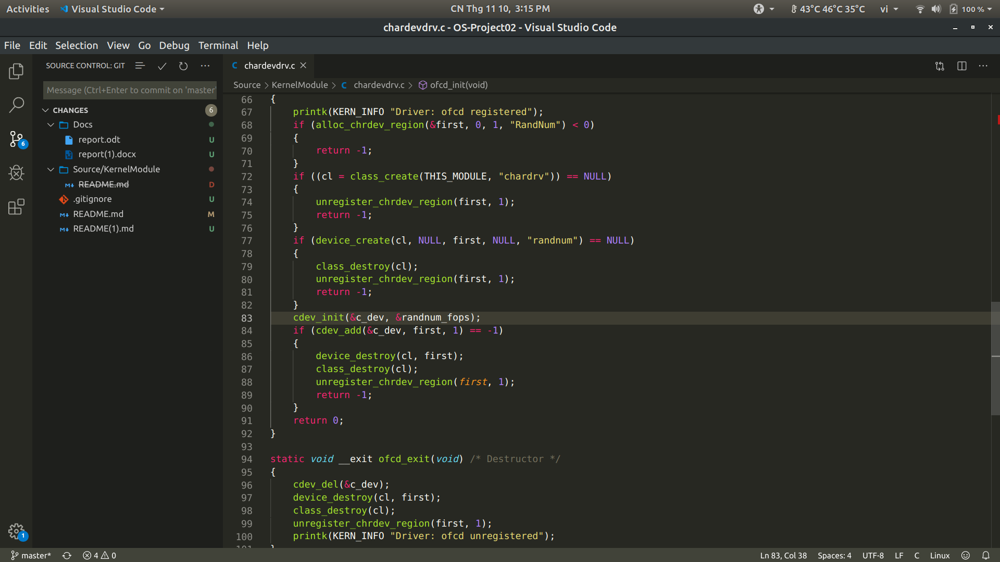 Activities Visual Studio Code CN Thg 11 10, 3:15 PM 43°C 46°C 35°C vi 100 %
chardevdrv.c - OS-Project02 - Visual Studio Code
File Edit Selection View Go Debug Terminal Help
SOURCE CONTROL: GIT
Message (Ctrl+Enter to commit on 'master'
CHANGES 6
Docs
report.odt U
report(1).docx U
Source/KernelModule
README.md D
.gitignore U
README.md M
README(1).md U
6
1
chardevdrv.c
Source > KernelModule > C chardevdrv.c > ofcd_init(void)
66 {
67 printk(KERN_INFO "Driver: ofcd registered");
68 if (alloc_chrdev_region(&first, 0, 1, "RandNum") < 0)
69 {
70 return -1;
71 }
72 if ((cl = class_create(THIS_MODULE, "chardrv")) == NULL)
73 {
74 unregister_chrdev_region(first, 1);
75 return -1;
76 }
77 if (device_create(cl, NULL, first, NULL, "randnum") == NULL)
78 {
79 class_destroy(cl);
80 unregister_chrdev_region(first, 1);
81 return -1;
82 }
83 cdev_init(&c_dev, &randnum_fops);
84 if (cdev_add(&c_dev, first, 1) == -1)
85 {
86 device_destroy(cl, first);
87 class_destroy(cl);
88 unregister_chrdev_region(first, 1);
89 return -1;
90 }
91 return 0;
92 }
93
94 static void __exit ofcd_exit(void) /* Destructor */
95 {
96 cdev_del(&c_dev);
97 device_destroy(cl, first);
98 class_destroy(cl);
99 unregister_chrdev_region(first, 1);
100 printk(KERN_INFO "Driver: ofcd unregistered");
master* 4 0 Ln 83, Col 38 Spaces: 4 UTF-8 LF C Linux